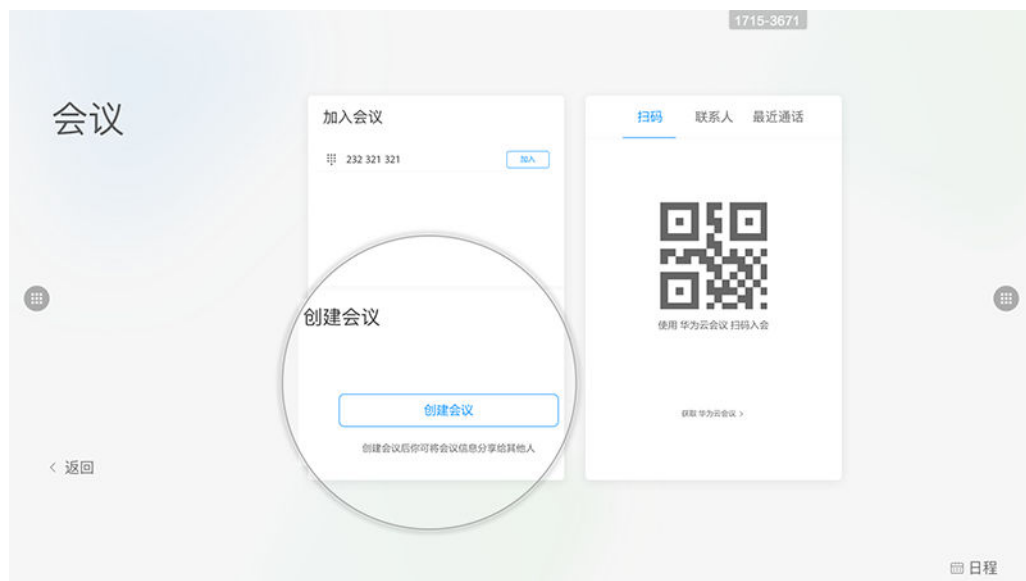 1715-3671
会议
加入会议
232 321 321
加入
创建会议
创建会议
创建会议后你可将会议信息分享给其他人
扫码 联系人 最近通话
使用 华为云会议 扫码入会
获取 华为云会议 >
< 返回
日程